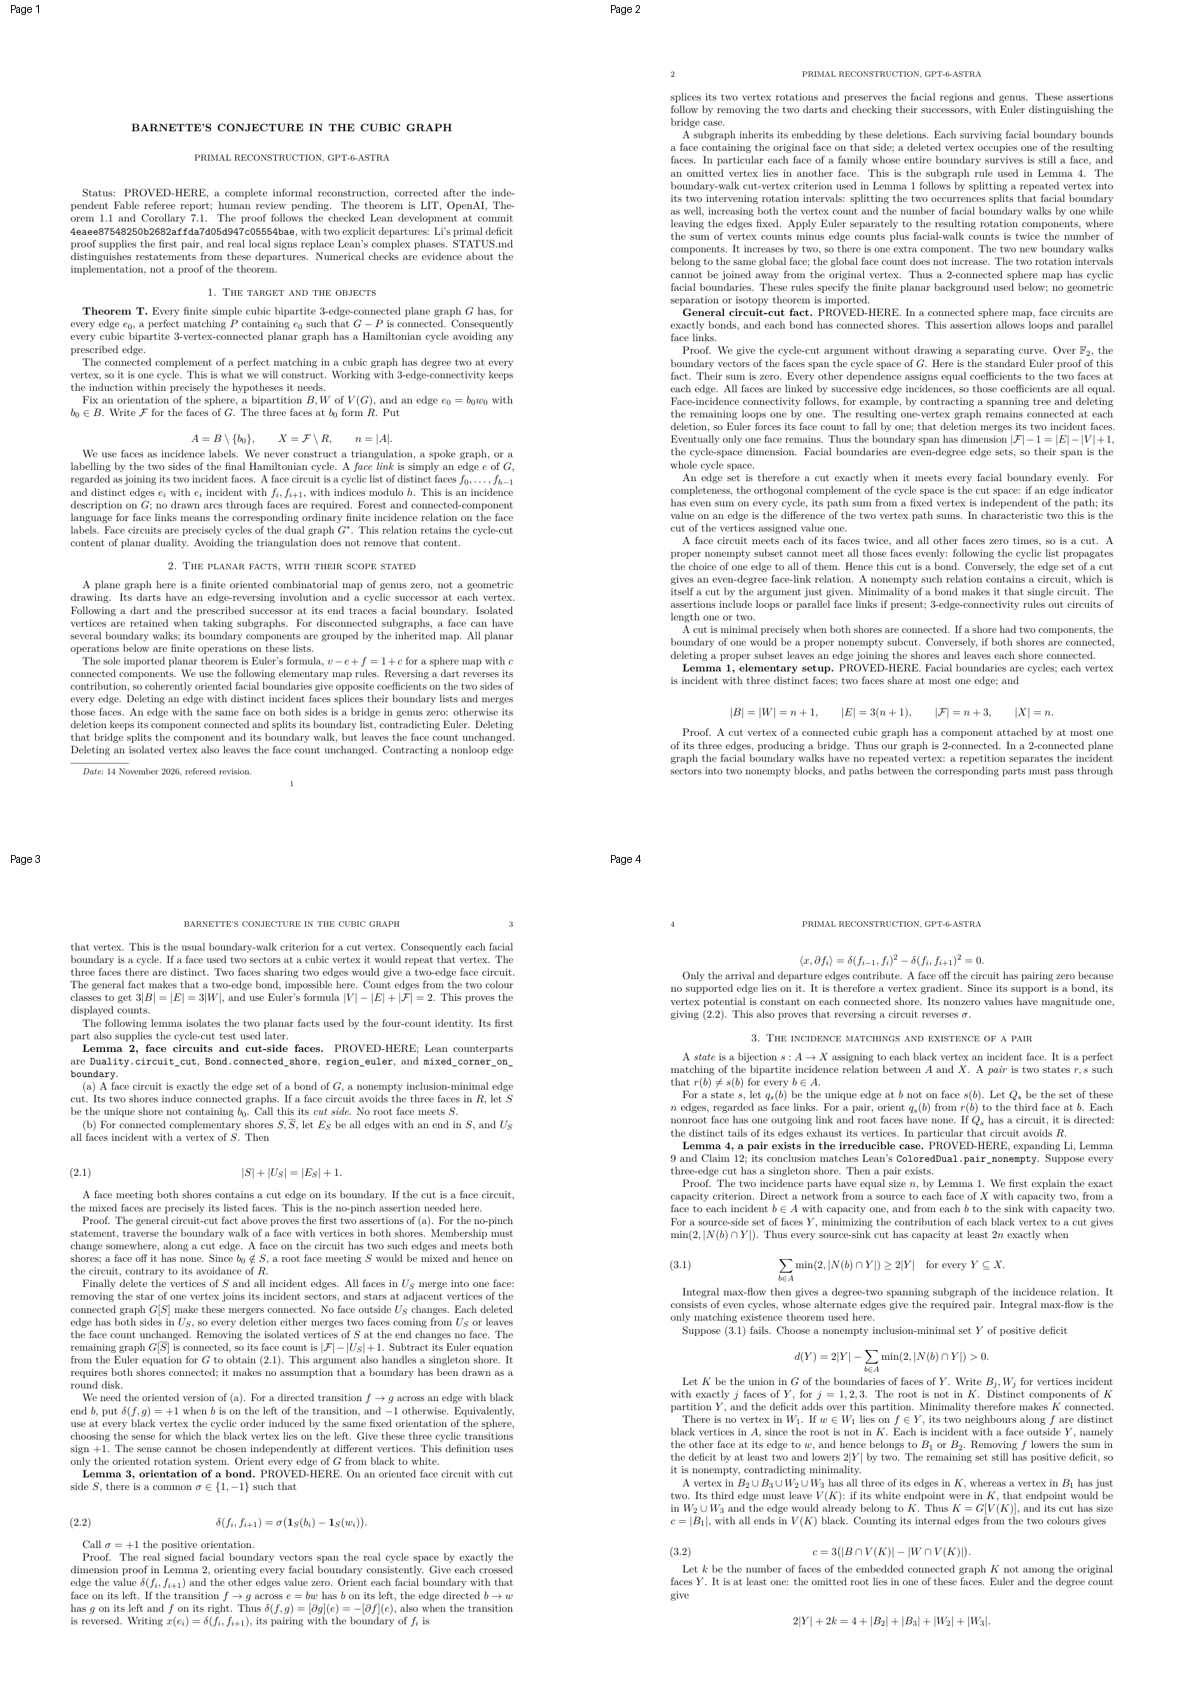 Page 1
BARNETTE'S CONJECTURE IN THE CUBIC GRAPH
PRIMAL RECONSTRUCTION, GPT-6-ASTRA
Status: PROVED-HERE, a complete informal reconstruction, corrected after the inde-
pendent Fable referee report; human review pending. The theorem is LIT, OpenAI, The-
orem 1.1 and Corollary 7.1. The proof follows the checked Lean development at commit
4eaee87548250b2682affda7d05d947c05554bae, with two explicit departures: Li's primal deficit
proof supplies the first pair, and real local signs replace Lean's complex phases. STATUS.md
distinguishes restatements from these departures. Numerical checks are evidence about the
implementation, not a proof of the theorem.
1. The target and the objects
Theorem T. Every finite simple cubic bipartite 3-edge-connected plane graph G has, for
every edge e₀, a perfect matching P containing e₀ such that G − P is connected. Consequently
every cubic bipartite 3-vertex-connected planar graph has a Hamiltonian cycle avoiding any
prescribed edge.
The connected complement of a perfect matching in a cubic graph has degree two at every
vertex, so it is one cycle. This is what we will construct. Working with 3-edge-connectivity keeps
the induction within precisely the hypotheses it needs.
Fix an orientation of the sphere, a bipartition B, W of V(G), and an edge e₀ = b₀w₀ with
b₀ ∈ B. Write 𝓕 for the faces of G. The three faces at b₀ form R. Put
A = B \ {b₀}, X = 𝓕 \ R, n = |A|.
We use faces as incidence labels. We never construct a triangulation, a spoke graph, or a
labelling by the two sides of the final Hamiltonian cycle. A face link is simply an edge e of G,
regarded as joining its two incident faces. A face circuit is a cyclic list of distinct faces f₀, . . . , fₕ₋₁
and distinct edges eᵢ with eᵢ incident with fᵢ, fᵢ₊₁, with indices modulo h. This is an incidence
description on G; no drawn arcs through faces are required. Forest and connected-component
language for face links means the corresponding ordinary finite incidence relation on the face
labels. Face circuits are precisely cycles of the dual graph G*. This relation retains the cycle-cut
content of planar duality. Avoiding the triangulation does not remove that content.
2. The planar facts, with their scope stated
A plane graph here is a finite oriented combinatorial map of genus zero, not a geometric
drawing. Its darts have an edge-reversing involution and a cyclic successor at each vertex.
Following a dart and the prescribed successor at its end traces a facial boundary. Isolated
vertices are retained when taking subgraphs. For disconnected subgraphs, a face can have
several boundary walks; its boundary components are grouped by the inherited map. All planar
operations below are finite operations on these lists.
The sole imported planar theorem is Euler's formula, v − e + f = 1 + c for a sphere map with c
connected components. We use the following elementary map rules. Reversing a dart reverses its
contribution, so coherently oriented facial boundaries give opposite coefficients on the two sides of
every edge. Deleting an edge with distinct incident faces splices their boundary lists and merges
those faces. An edge with the same face on both sides is a bridge in genus zero: otherwise its
deletion keeps its component connected and splits its boundary list, contradicting Euler. Deleting
that bridge splits the component and its boundary walk, but leaves the face count unchanged.
Deleting an isolated vertex also leaves the face count unchanged. Contracting a nonloop edge
Date: 14 November 2026, refereed revision.
1
Page 2
2 PRIMAL RECONSTRUCTION, GPT-6-ASTRA
splices its two vertex rotations and preserves the facial regions and genus. These assertions
follow by removing the two darts and checking their successors, with Euler distinguishing the
bridge case.
A subgraph inherits its embedding by these deletions. Each surviving facial boundary bounds
a face containing the original face on that side; a deleted vertex occupies one of the resulting
faces. In particular each face of a family whose entire boundary survives is still a face, and
an omitted vertex lies in another face. This is the subgraph rule used in Lemma 4. The
boundary-walk cut-vertex criterion used in Lemma 1 follows by splitting a repeated vertex into
its two intervening rotation intervals: splitting the two occurrences splits that facial boundary
as well, increasing both the vertex count and the number of facial boundary walks by one while
leaving the edges fixed. Apply Euler separately to the resulting rotation components, where
the sum of vertex counts minus edge counts plus facial-walk counts is twice the number of
components. It increases by two, so there is one extra component. The two new boundary
walks belong to the same global face; the global face count does not increase. The two rotation intervals
cannot be joined away from the original vertex. Thus a 2-connected sphere map has cyclic
facial boundaries. These rules specify the finite planar background used below; no geometric
separation or isotopy theorem is imported.
General circuit-cut fact. PROVED-HERE. In a connected sphere map, face circuits are
exactly bonds, and each bond has connected shores. This assertion allows loops and parallel
face links.
Proof. We give the cycle-cut argument without drawing a separating curve. Over 𝔽₂, the
boundary vectors of the faces span the cycle space of G. Here is the standard Euler proof of this
fact. Their sum is zero. Every other dependence assigns equal coefficients to the two faces at
each edge. All faces are linked by successive edge incidences, so those coefficients are all equal.
Face-incidence connectivity follows, for example, by contracting a spanning tree and deleting
the remaining loops one by one. The resulting one-vertex graph remains connected at each
deletion, so Euler forces its face count to fall by one; that deletion merges its two incident faces.
Eventually only one face remains. Thus the boundary span has dimension |𝓕| − 1 = |E| − |V| + 1,
the cycle-space dimension. Facial boundaries are even-degree edge sets, so their span is the
whole cycle space.
An edge set is therefore a cut exactly when it meets every facial boundary evenly. For
completeness, the orthogonal complement of the cycle space is the cut space: if an edge indicator
has even sum on every cycle, its path sum from a fixed vertex is independent of the path; its
value on an edge is the difference of the two vertex path sums. In characteristic two this is the
cut of the vertices assigned value one.
A face circuit meets each of its faces twice, and all other faces zero times, so is a cut. A
proper nonempty subset cannot meet all those faces evenly: following the cyclic list propagates
the choice of one edge to all of them. Hence this cut is a bond. Conversely, the edge set of a cut
gives an even-degree face-link relation. A nonempty such relation contains a circuit, which is
itself a cut by the argument just given. Minimality of a bond makes it that single circuit. The
assertions include loops or parallel face links if present; 3-edge-connectivity rules out circuits of
length one or two.
A cut is minimal precisely when both shores are connected. If a shore had two components, the
boundary of one would be a proper nonempty subcut. Conversely, if both shores are connected,
deleting a proper subset leaves an edge joining the shores and leaves each shore connected.
Lemma 1, elementary setup. PROVED-HERE. Facial boundaries are cycles; each vertex
is incident with three distinct faces; two faces share at most one edge; and
|B| = |W| = n + 1, |E| = 3(n + 1), |𝓕| = n + 3, |X| = n.
Proof. A cut vertex of a connected cubic graph has a component attached by at most one
of its three edges, producing a bridge. Thus our graph is 2-connected. In a 2-connected plane
graph the facial boundary walks have no repeated vertex: a repetition separates the incident
sectors into two nonempty blocks, and paths between the corresponding parts must pass through
Page 3
BARNETTE'S CONJECTURE IN THE CUBIC GRAPH 3
that vertex. This is the usual boundary-walk criterion for a cut vertex. Consequently each facial
boundary is a cycle. If a face used two sectors at a cubic vertex it would repeat that vertex. The
three faces there are distinct. Two faces sharing two edges would give a two-edge face circuit.
The general fact makes that a two-edge bond, impossible here. Count edges from the two colour
classes to get 3|B| = |E| = 3|W|, and use Euler's formula |V| − |E| + |𝓕| = 2. This proves the
displayed counts.
The following lemma isolates the two planar facts used by the four-count identity. Its first
part also supplies the cycle-cut test used later.
Lemma 2, face circuits and cut-side faces. PROVED-HERE; Lean counterparts
are Duality.circuit_cut, Bond.connected_shore, region_euler, and mixed_corner_on_
boundary.
(a) A face circuit is exactly the edge set of a bond of G, a nonempty inclusion-minimal edge
cut. Its two shores induce connected graphs. If a face circuit avoids the three faces in R, let S
be the unique shore not containing b₀. Call this its cut side. No root face meets S.
(b) For connected complementary shores S, S̅, let E_S be all edges with an end in S, and U_S
all faces incident with a vertex of S. Then
(2.1) |S| + |U_S| = |E_S| + 1.
A face meeting both shores contains a cut edge on its boundary. If the cut is a face circuit,
the mixed faces are precisely its listed faces. This is the no-pinch assertion needed here.
Proof. The general circuit-cut fact above proves the first two assertions of (a). For the no-pinch
statement, traverse the boundary walk of a face with vertices in both shores. Membership must
change somewhere, along a cut edge. A face on the circuit has two such edges and meets both
shores; a face off it has none. Since b₀ ∉ S, a root face meeting S would be mixed and hence on
the circuit, contrary to its avoidance of R.
Finally delete the vertices of S and all incident edges. All faces in U_S merge into one face:
removing the star of one vertex joins its incident sectors, and stars at adjacent vertices of the
connected graph G[S] make these mergers connected. No face outside U_S changes. Each deleted
edge has both sides in U_S, so every deletion either merges two faces coming from U_S or leaves
the face count unchanged. Removing the isolated vertices of S at the end changes no face. The
remaining graph G[S̅] is connected, so its face count is |𝓕| − |U_S| + 1. Subtract its Euler equation
from the Euler equation for G to obtain (2.1). This argument also handles a singleton shore. It
requires both shores connected; it makes no assumption that a boundary has been drawn as a
round disk.
We need the oriented version of (a). For a directed transition f → g across an edge with black
end b, put δ(f, g) = +1 when b is on the left of the transition, and −1 otherwise. Equivalently,
use at every black vertex the cyclic order induced by the same fixed orientation of the sphere,
choosing the sense for which the black vertex lies on the left. Give these three cyclic transitions
sign +1. The sense cannot be chosen independently at different vertices. This definition uses
only the oriented rotation system. Orient every edge of G from black to white.
Lemma 3, orientation of a bond. PROVED-HERE. On an oriented face circuit with cut
side S, there is a common σ ∈ {1, −1} such that
(2.2) δ(fᵢ, fᵢ₊₁) = σ(1_S(bᵢ) − 1_S(wᵢ)).
Call σ = +1 the positive orientation.
Proof. The real signed facial boundary vectors span the real cycle space by exactly the
dimension proof in Lemma 2, orienting every facial boundary consistently. Give each crossed
edge the value δ(fᵢ, fᵢ₊₁) and the other edges value zero. Orient each facial boundary with that
face on its left. If the transition f → g across e = bw has b on its left, the edge directed b → w
has g on its left and f on its right. Thus δ(f, g) = [∂g](e) = −[∂f](e), also when the transition
is reversed. Writing x(eᵢ) = δ(fᵢ, fᵢ₊₁), its pairing with the boundary of fᵢ is
Page 4
4 PRIMAL RECONSTRUCTION, GPT-6-ASTRA
⟨x, ∂fᵢ⟩ = δ(fᵢ₋₁, fᵢ)² − δ(fᵢ, fᵢ₊₁)² = 0.
Only the arrival and departure edges contribute. A face off the circuit has pairing zero because
no supported edge lies on it. It is therefore a vertex gradient. Since its support is a bond, its
vertex potential is constant on each connected shore. Its nonzero values have magnitude one,
giving (2.2). This also proves that reversing a circuit reverses σ.
3. The incidence matchings and existence of a pair
A state is a bijection s : A → X assigning to each black vertex an incident face. It is a perfect
matching of the bipartite incidence relation between A and X. A pair is two states r, s such
that r(b) ≠ s(b) for every b ∈ A.
For a state s, let q_s(b) be the unique edge at b not on face s(b). Let Q_s be the set of these
n edges, regarded as face links. For a pair, orient q_s(b) from r(b) to the third face at b. Each
nonroot face has one outgoing link and root faces have none. If Q_s has a circuit, it is directed:
the distinct tails of its edges exhaust its vertices. In particular that circuit avoids R.
Lemma 4, a pair exists in the irreducible case. PROVED-HERE, expanding Li, Lemma
9 and Claim 12; its conclusion matches Lean's ColoredDual.pair_nonempty. Suppose every
three-edge cut has a singleton shore. Then a pair exists.
Proof. The two incidence parts have equal size n, by Lemma 1. We first explain the exact
capacity criterion. Direct a network from a source to each face of X with capacity two, from a
face to each incident b ∈ A with capacity one, and from each b to the sink with capacity two.
For a source-side set of faces Y, minimizing the contribution of each black vertex to a cut gives
min(2, |N(b) ∩ Y|). Thus every source-sink cut has capacity at least 2n exactly when
(3.1) ∑_{b∈A} min(2, |N(b) ∩ Y|) ≥ 2|Y| for every Y ⊆ X.
Integral max-flow then gives a degree-two spanning subgraph of the incidence relation. It
consists of even cycles, whose alternate edges give the required pair. Integral max-flow is the
only matching existence theorem used here.
Suppose (3.1) fails. Choose a nonempty inclusion-minimal set Y of positive deficit
d(Y) = 2|Y| − ∑_{b∈A} min(2, |N(b) ∩ Y|) > 0.
Let K be the union in G of the boundaries of faces of Y. Write B_j, W_j for vertices incident
with exactly j faces of Y, for j = 1, 2, 3. The root is not in K. Distinct components of K
partition Y, and the deficit adds over this partition. Minimality therefore makes K connected.
There is no vertex in W₁. If w ∈ W₁ lies on f ∈ Y, its two neighbours along f are distinct
black vertices in A, since the root is not in K. Each is incident with a face outside Y, namely
the other face at its edge to w, and hence belongs to B₁ or B₂. Removing f lowers the sum in
the deficit by at least two and lowers 2|Y| by two. The remaining set still has positive deficit, so
it is nonempty, contradicting minimality.
A vertex in B₂ ∪ B₃ ∪ W₂ ∪ W₃ has all three of its edges in K, whereas a vertex in B₁ has just
two. Its third edge must leave V(K): if its white endpoint were in K, that endpoint would be
in W₂ ∪ W₃ and the edge would already belong to K. Thus K = G[V(K)], and its cut has size
c = |B₁|, with all ends in V(K) black. Counting its internal edges from the two colours gives
(3.2) c = 3(|B ∩ V(K)| − |W ∩ V(K)|).
Let k be the number of faces of the embedded connected graph K not among the original
faces Y. It is at least one: the omitted root lies in one of these faces. Euler and the degree count
give
2|Y| + 2k = 4 + |B₂| + |B₃| + |W₂| + |W₃|.